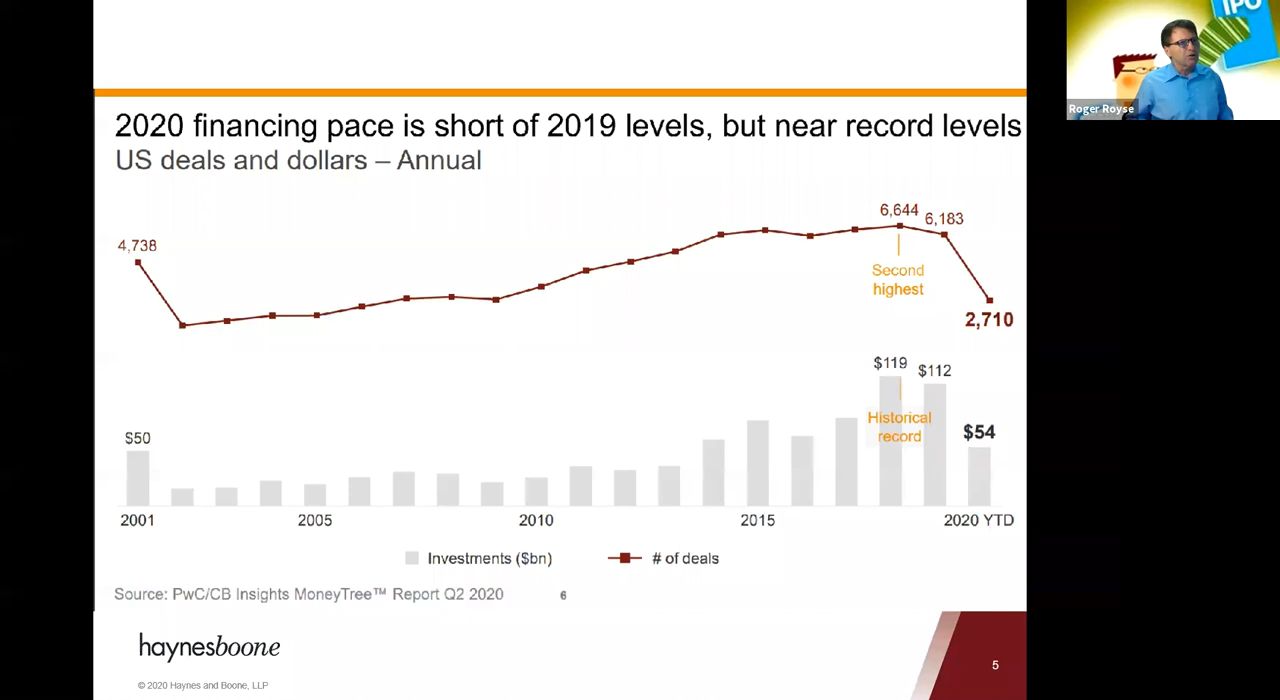 IPO
Roger Royse
2020 financing pace is short of 2019 levels, but near record levels
US deals and dollars – Annual
6,644
6,183
4,738
Second
highest
2,710
$119
$112
Historical
record
$54
$50
2001
2005
2010
2015
2020 YTD
Investments ($bn)
# of deals
Source: PwC/CB Insights MoneyTree™ Report Q2 2020
6
haynesboone
5
© 2020 Haynes and Boone, LLP